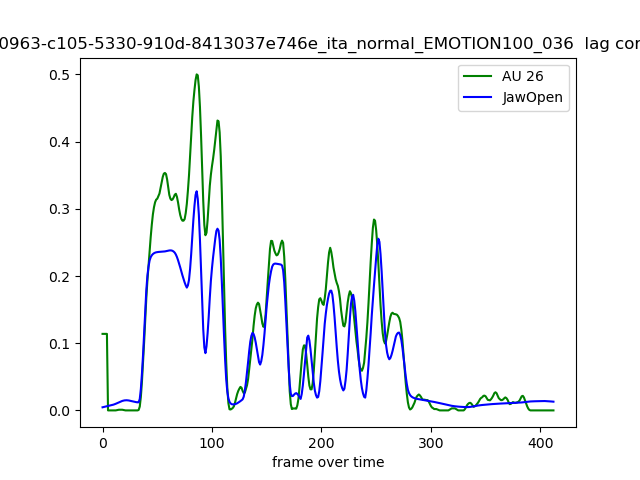 0963-c105-5330-910d-8413037e746e_ita_normal_EMOTION100_036 lag cor
AU 26
JawOpen
0.5
0.4
0.3
0.2
0.1
0.0
0 100 200 300 400
frame over time